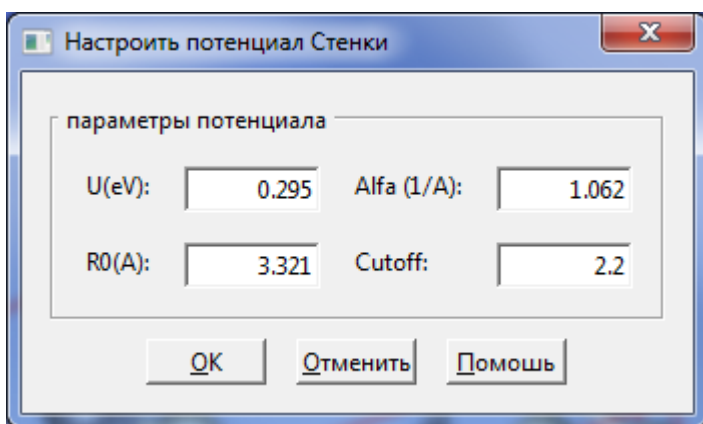 Настроить потенциал Стенки
параметры потенциала
U(eV): 0.295 Alfa (1/A): 1.062
R0(A): 3.321 Cutoff: 2.2
OK Отменить Помошь